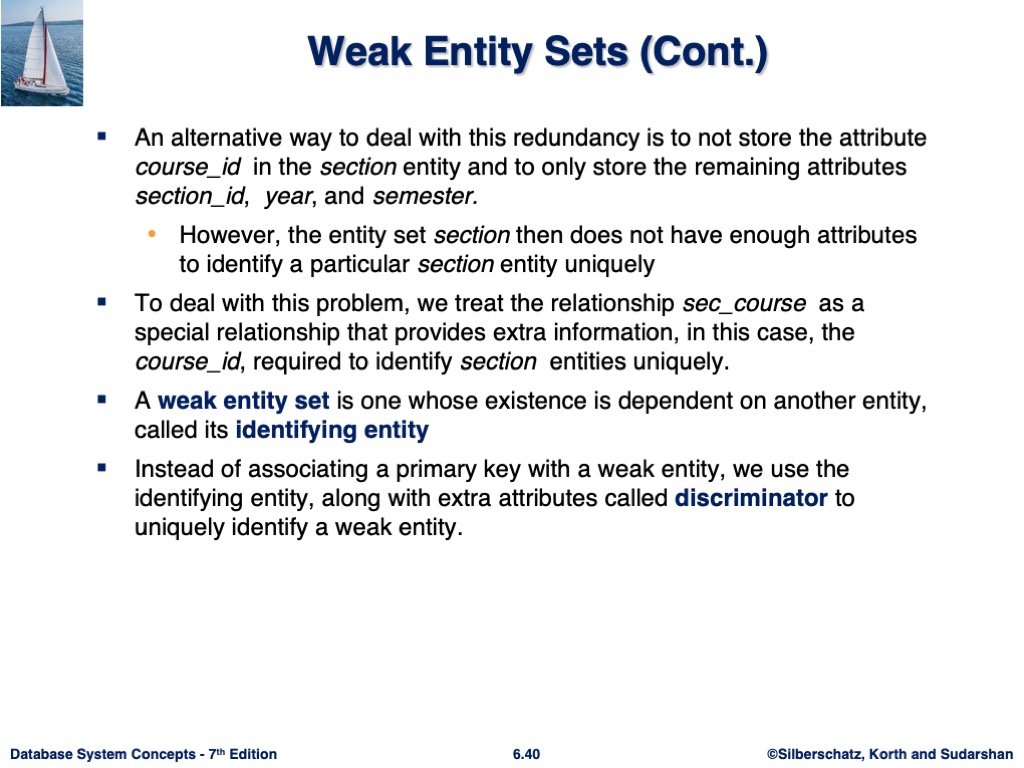 Weak Entity Sets (Cont.)
An alternative way to deal with this redundancy is to not store the attribute
course_id in the section entity and to only store the remaining attributes
section_id, year, and semester.
However, the entity set section then does not have enough attributes
to identify a particular section entity uniquely
To deal with this problem, we treat the relationship sec_course as a
special relationship that provides extra information, in this case, the
course_id, required to identify section entities uniquely.
A weak entity set is one whose existence is dependent on another entity,
called its identifying entity
Instead of associating a primary key with a weak entity, we use the
identifying entity, along with extra attributes called discriminator to
uniquely identify a weak entity.
Database System Concepts - 7th Edition
6.40
©Silberschatz, Korth and Sudarshan